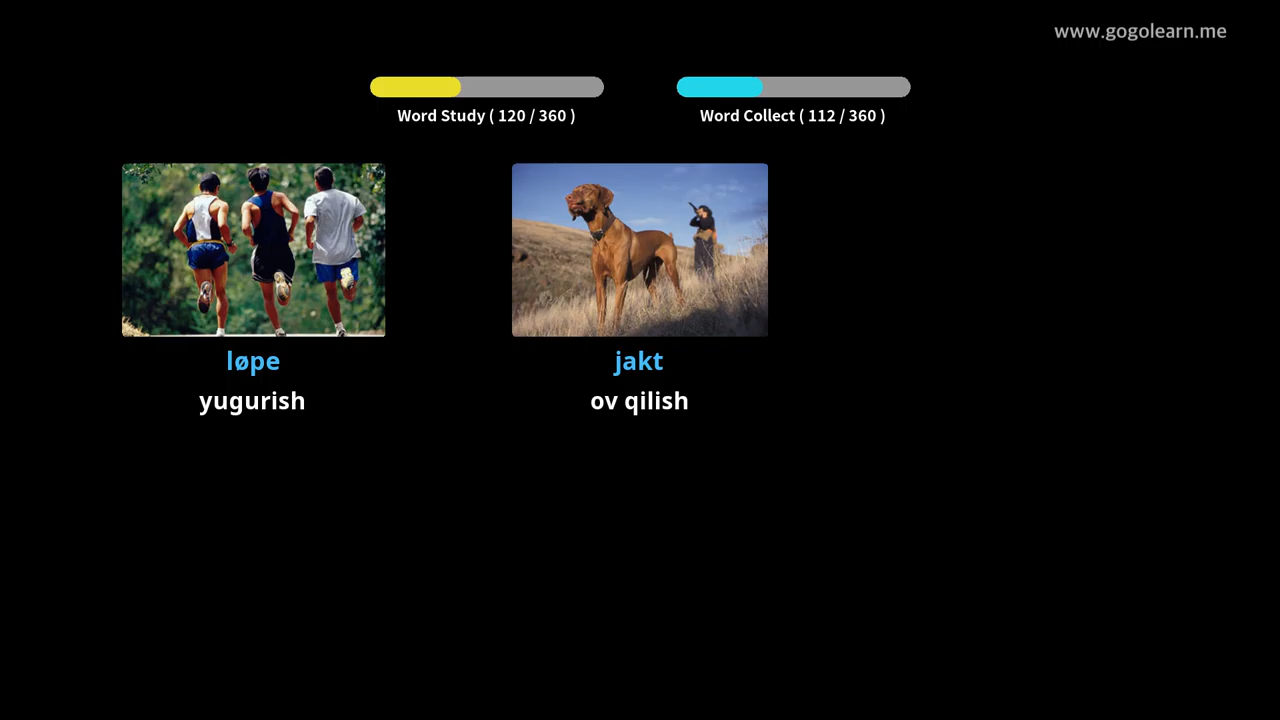 www.gogolearn.me
Word Study ( 120 / 360 )
Word Collect ( 112 / 360 )
løpe
yugurish
jakt
ov qilish